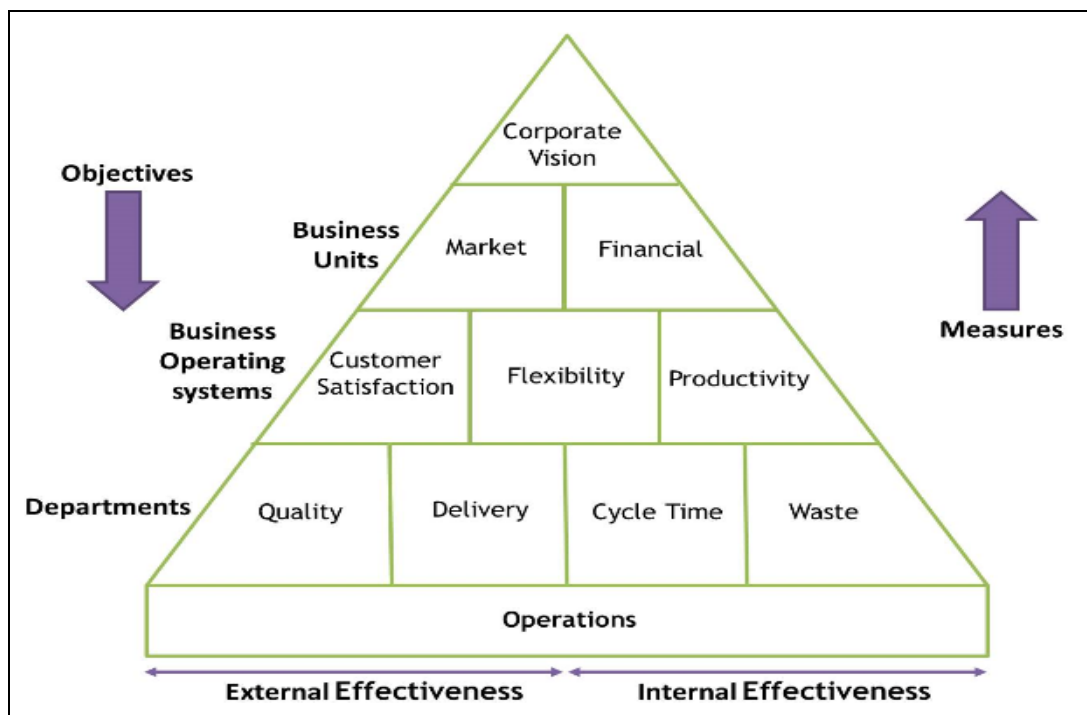 Corporate
Vision
Objectives
Business
Units
Market
Financial
Measures
Business
Operating
systems
Customer
Satisfaction
Flexibility
Productivity
Departments
Quality
Delivery
Cycle Time
Waste
Operations
External Effectiveness
Internal Effectiveness